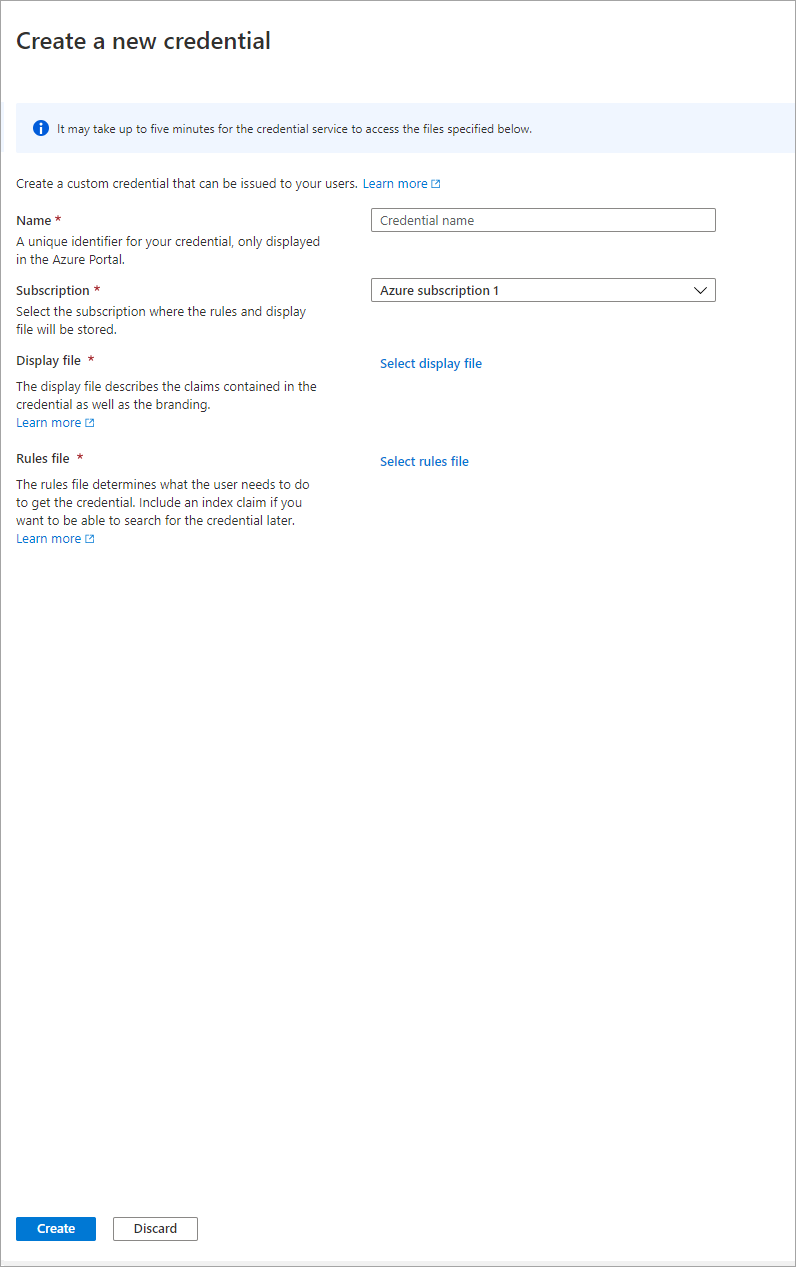 Create a new credential
It may take up to five minutes for the credential service to access the files specified below.
Create a custom credential that can be issued to your users. Learn more
Name *
Credential name
A unique identifier for your credential, only displayed
in the Azure Portal.
Subscription *
Azure subscription 1
Select the subscription where the rules and display
file will be stored.
Display file *
Select display file
The display file describes the claims contained in the
credential as well as the branding.
Learn more
Rules file *
Select rules file
The rules file determines what the user needs to do
to get the credential. Include an index claim if you
want to be able to search for the credential later.
Learn more
Create
Discard